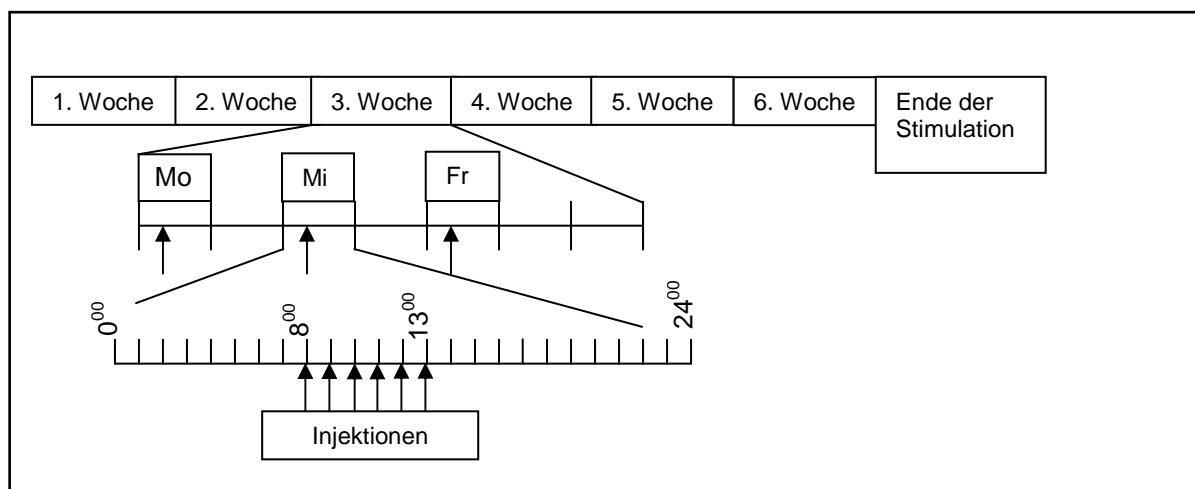 1. Woche 2. Woche 3. Woche 4. Woche 5. Woche 6. Woche Ende der
Stimulation
Mo Mi Fr
0⁰⁰ 8⁰⁰ 13⁰⁰ 24⁰⁰
Injektionen